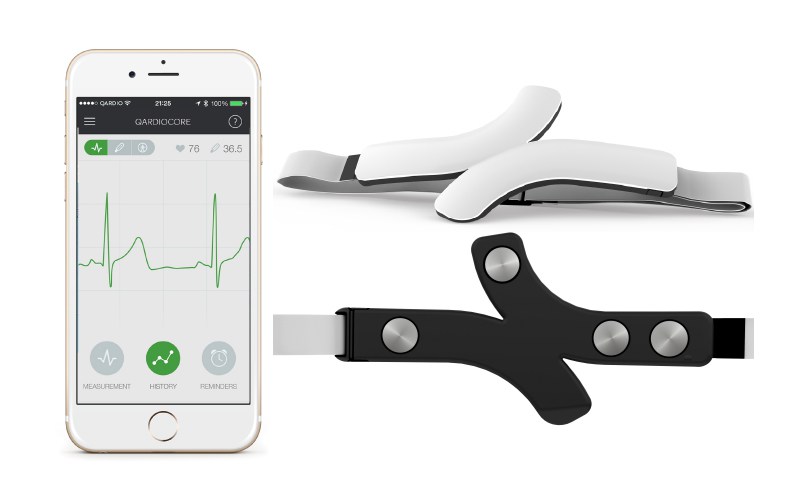 QARDIO
21:25
100%
QARDIOCORE
?
76
36.5
MEASUREMENT
HISTORY
REMINDERS